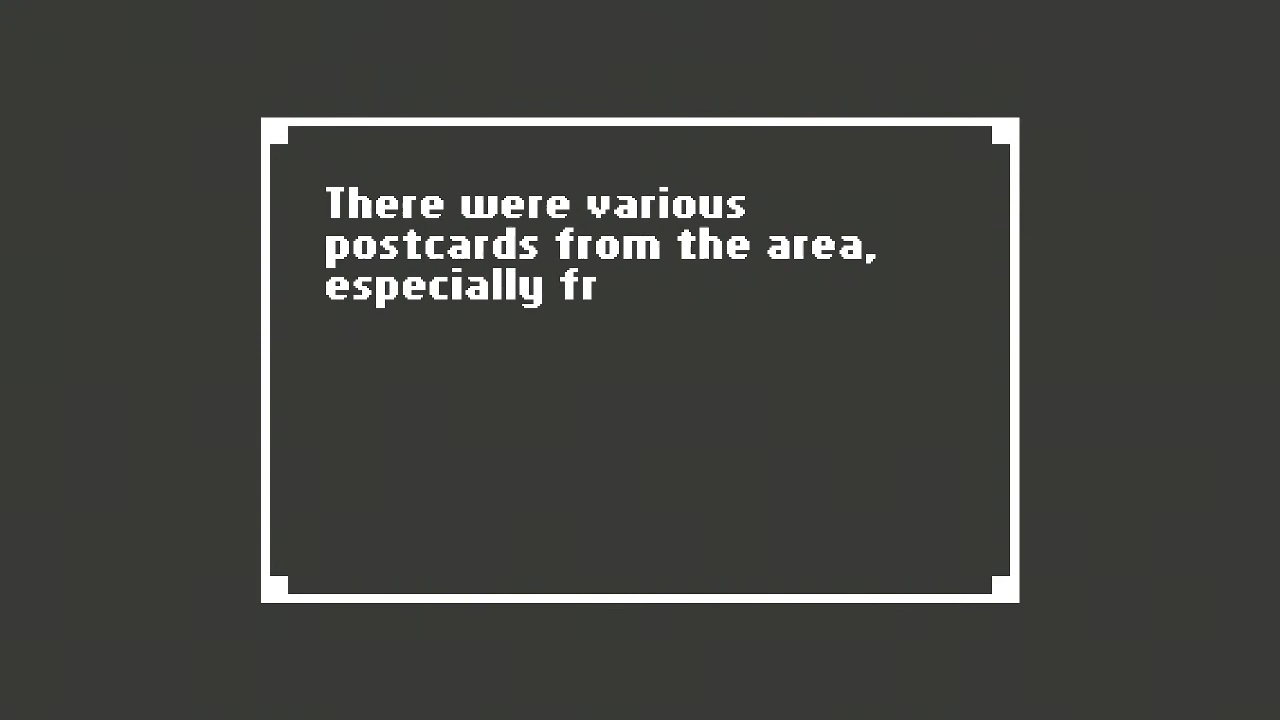 There were various
postcards from the area,
especially fr